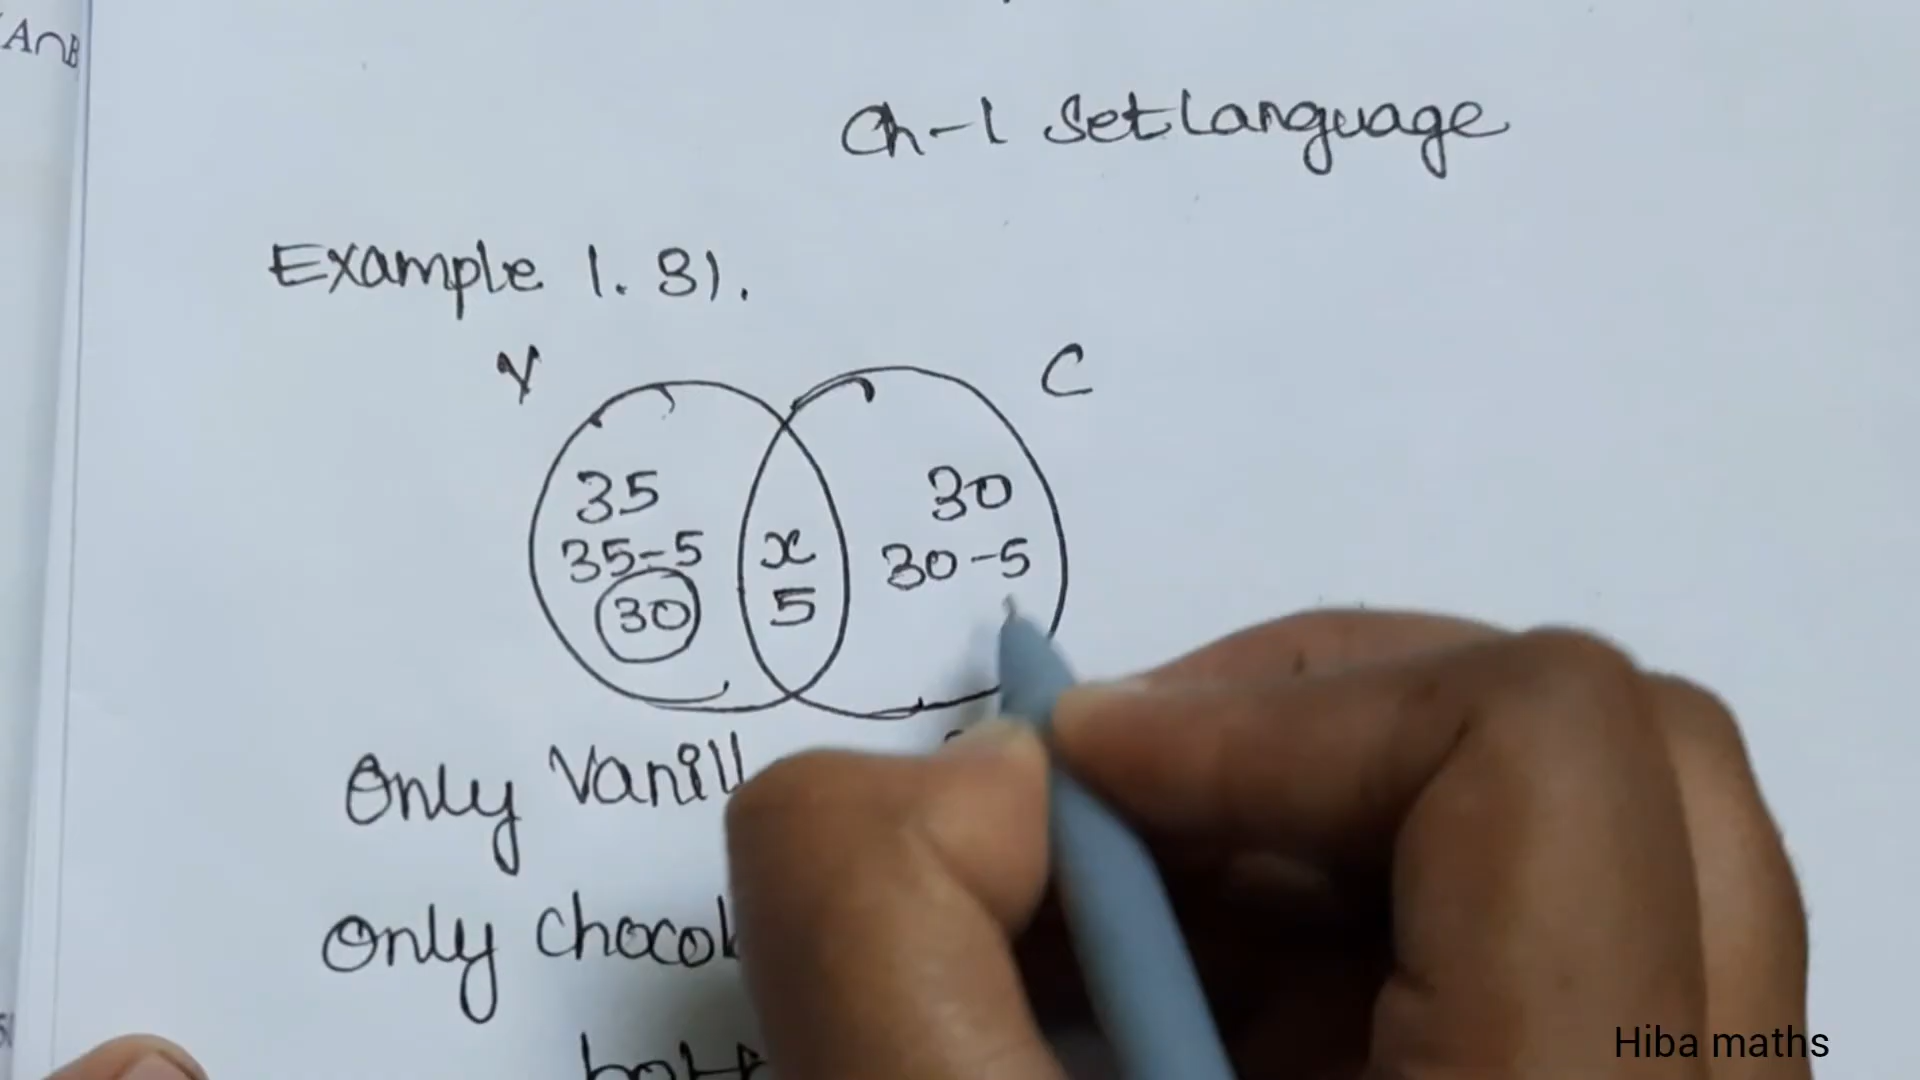 A∩B
Ch-1 Set Language
Example 1.31.
V C
35 30
35-5 x 30-5
30 5
Only Vanill
Only chocol
Hiba maths